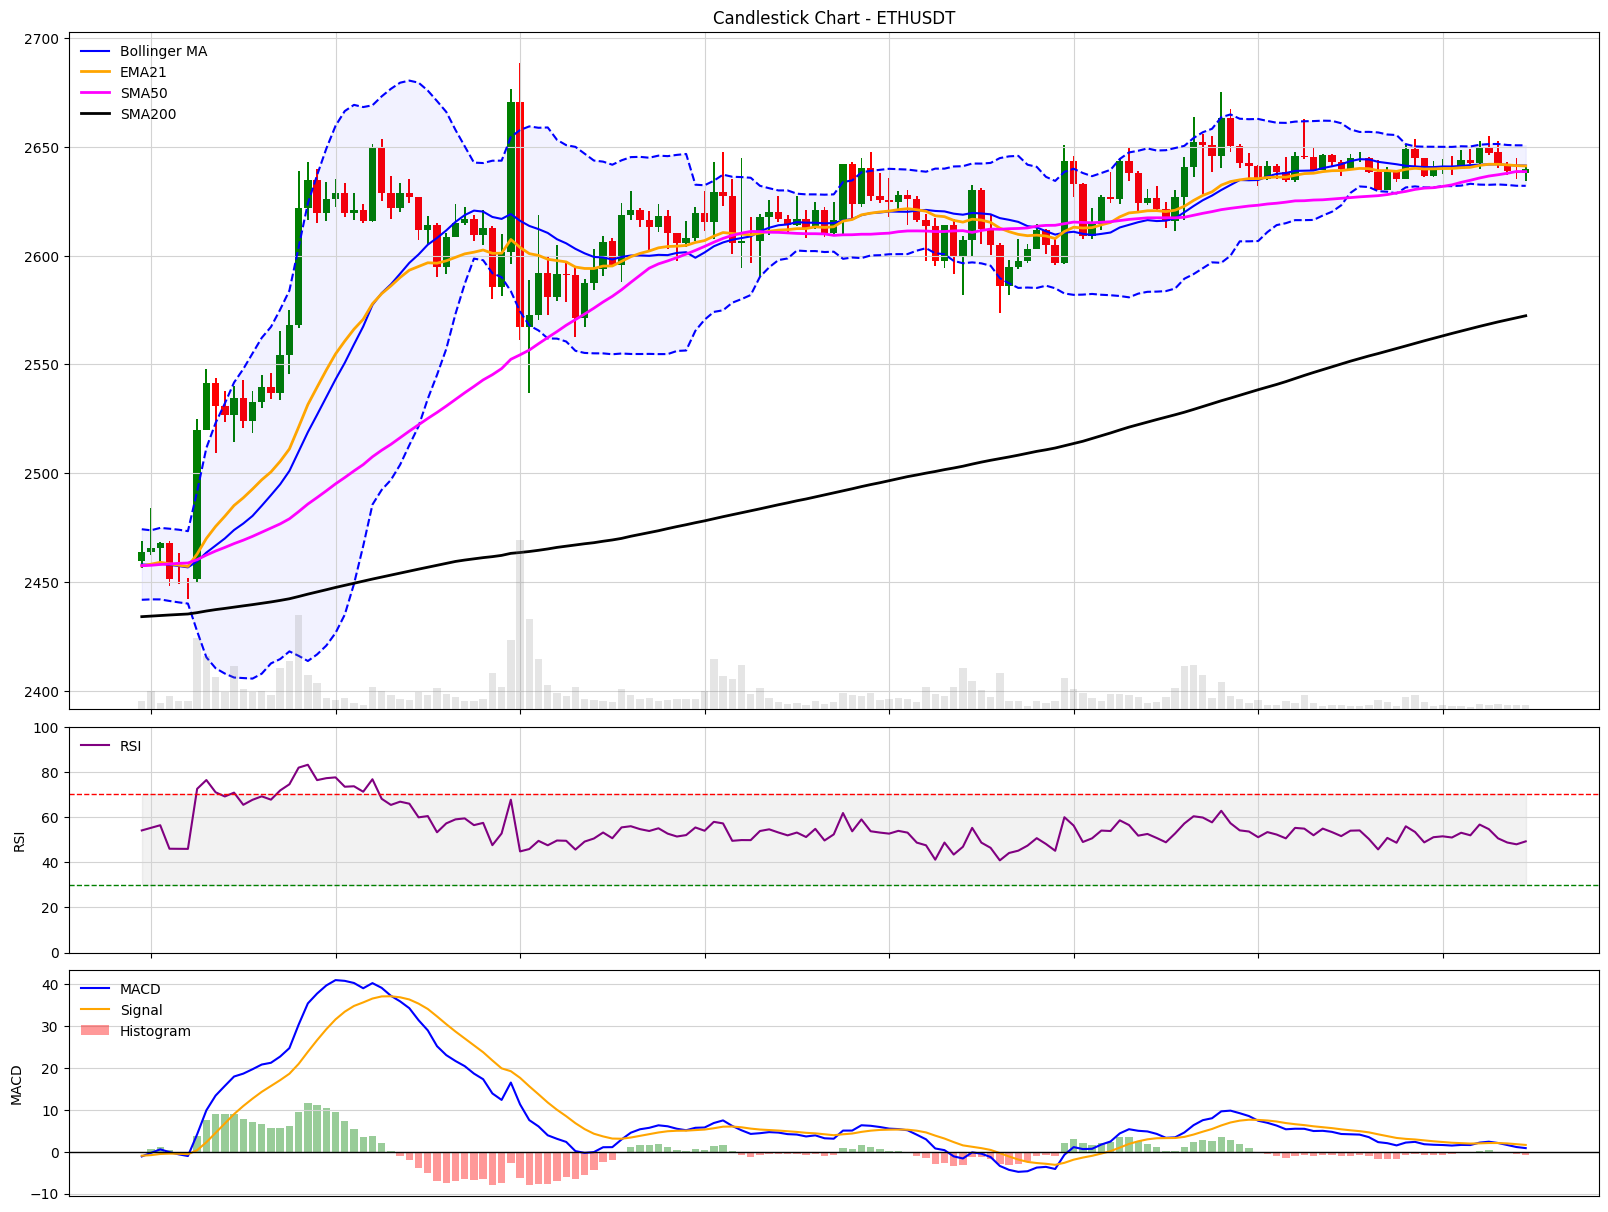 Candlestick Chart - ETHUSDT
2700
2650
2600
2550
2500
2450
2400
Bollinger MA
EMA21
SMA50
SMA200
100
80
60
40
20
0
RSI
RSI
40
30
20
10
0
−10
MACD
MACD
Signal
Histogram